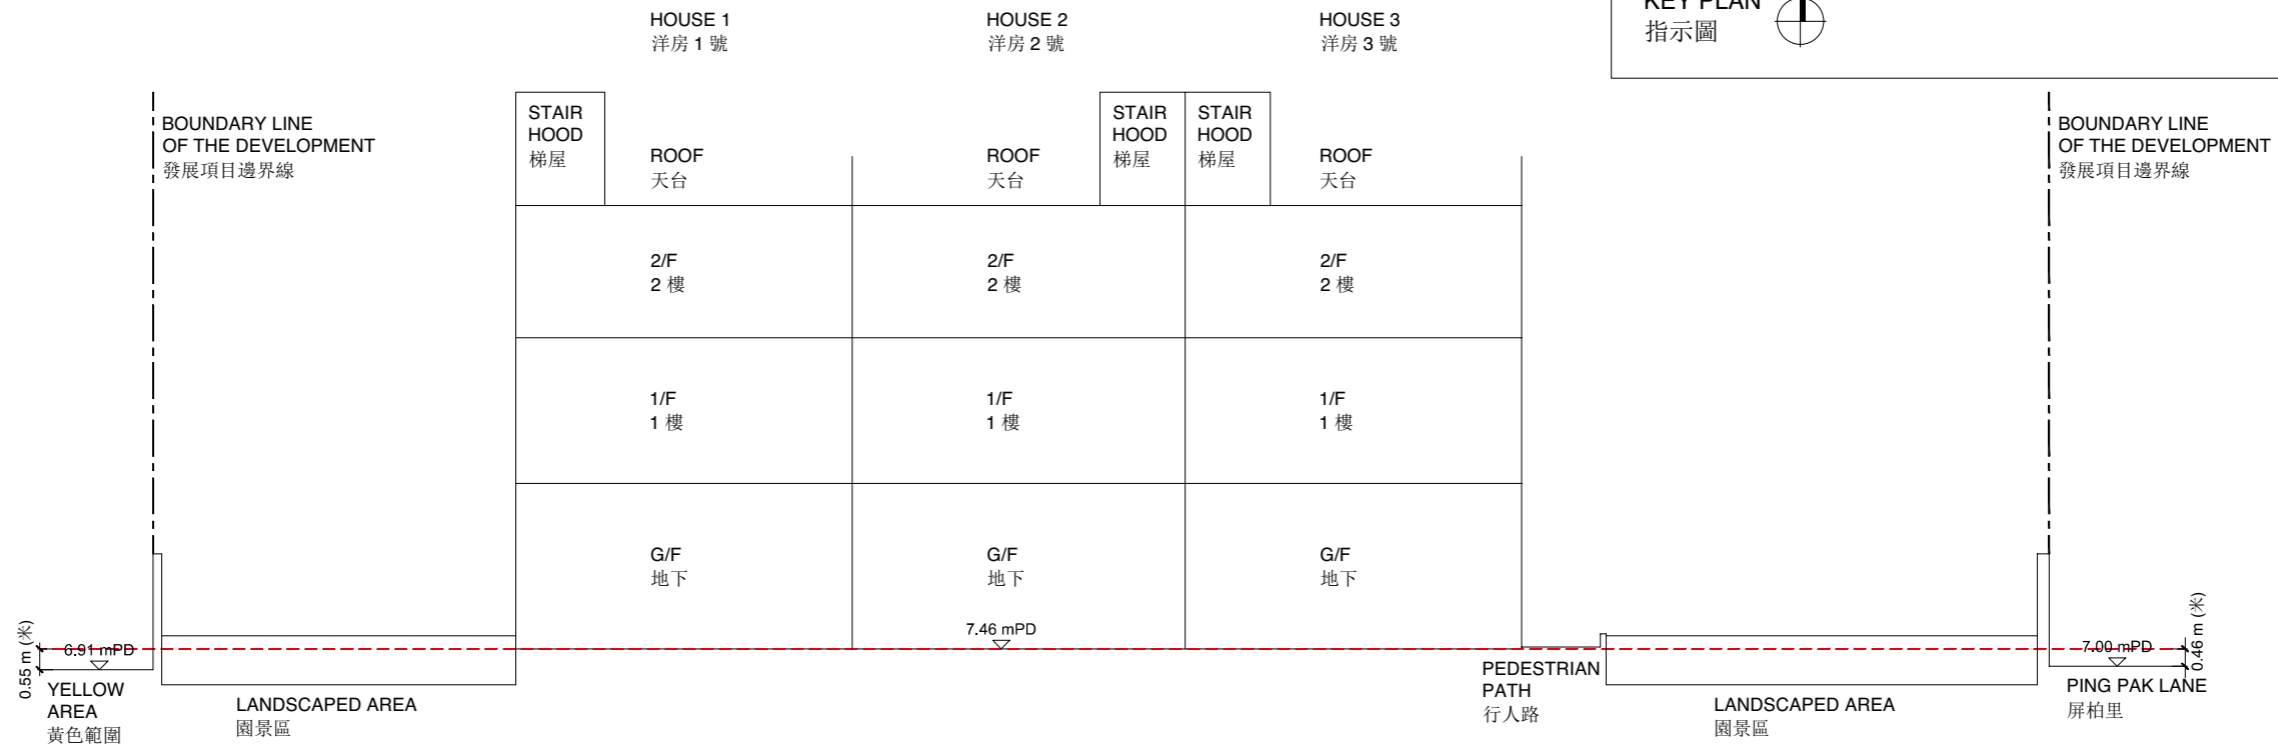 HOUSE 1
洋房 1 號
HOUSE 2
洋房 2 號
HOUSE 3
洋房 3 號
KEY PLAN
指示圖
BOUNDARY LINE
OF THE DEVELOPMENT
發展項目邊界線
STAIR
HOOD
梯屋
ROOF
天台
ROOF
天台
STAIR
HOOD
梯屋
STAIR
HOOD
梯屋
ROOF
天台
BOUNDARY LINE
OF THE DEVELOPMENT
發展項目邊界線
2/F
2 樓
2/F
2 樓
2/F
2 樓
1/F
1 樓
1/F
1 樓
1/F
1 樓
G/F
地下
G/F
地下
G/F
地下
0.55 m (米)
6.91 mPD
7.46 mPD
7.00 mPD
0.46 m (米)
YELLOW
AREA
黃色範圍
LANDSCAPED AREA
園景區
PEDESTRIAN
PATH
行人路
LANDSCAPED AREA
園景區
PING PAK LANE
屏柏里